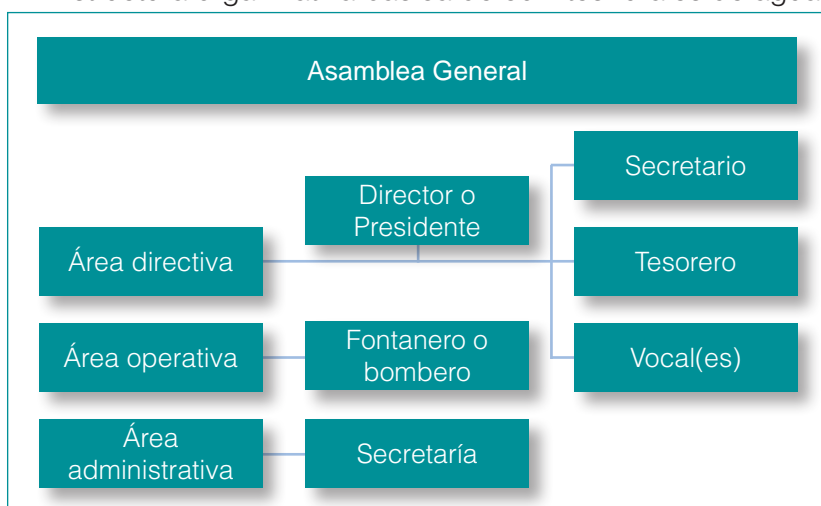 Asamblea General
Secretario
Director o
Presidente
Área directiva
Tesorero
Área operativa
Fontanero o
bombero
Vocal(es)
Área
administrativa
Secretaría